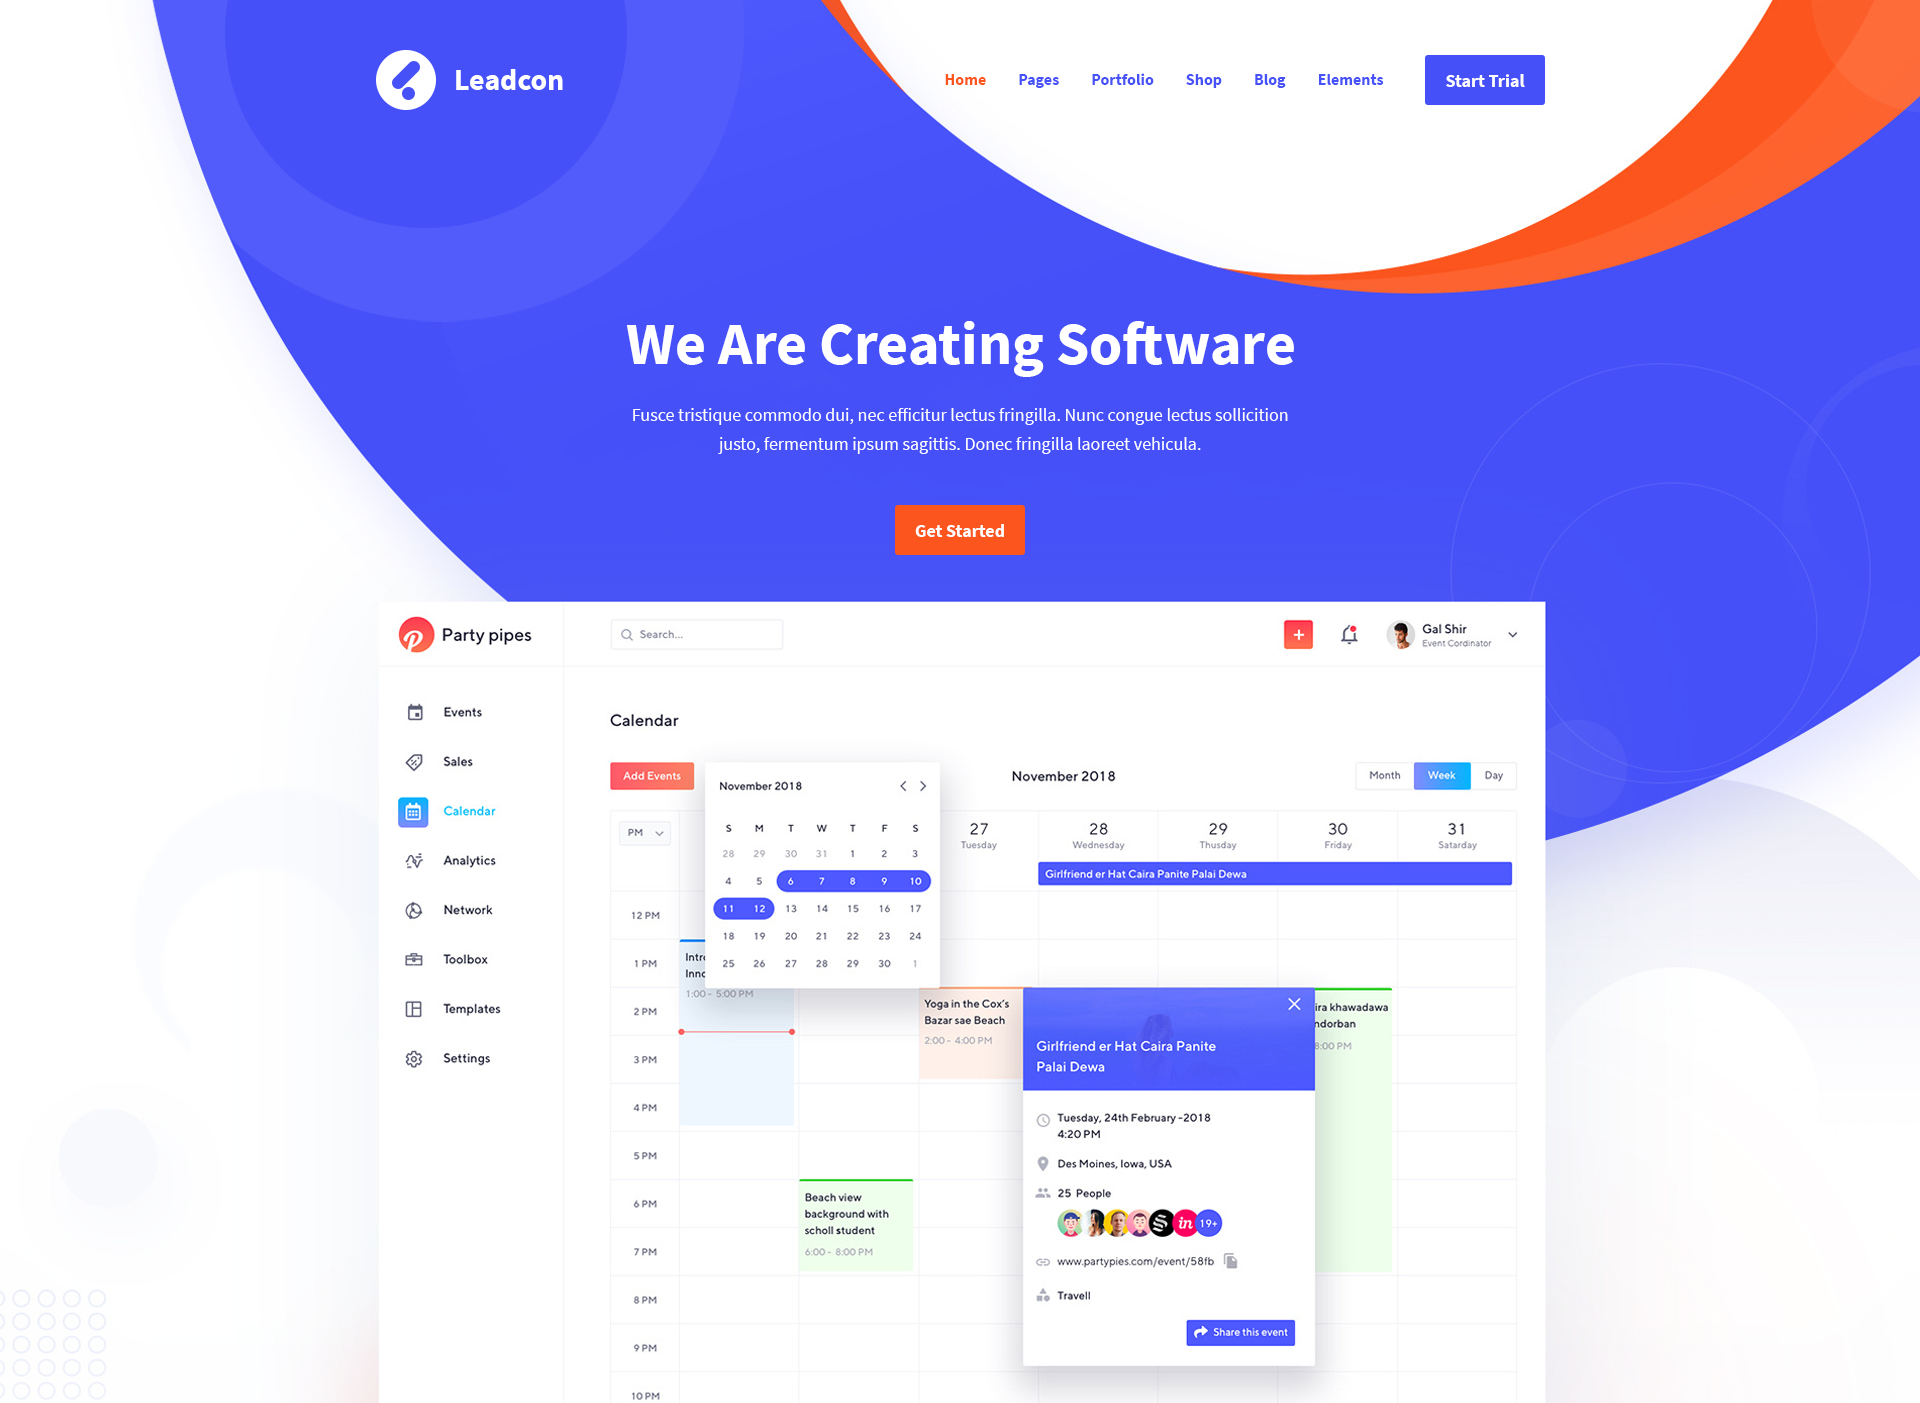 Leadcon
Home Pages Portfolio Shop Blog Elements Start Trial
We Are Creating Software
Fusce tristique commodo dui, nec efficitur lectus fringilla. Nunc congue lectus sollicition
justo, fermentum ipsum sagittis. Donec fringilla laoreet vehicula.
Get Started
Party pipes
Search...
Gal Shir
Event Cordinator
Events
Sales
Calendar
Analytics
Network
Toolbox
Templates
Settings
Calendar
Add Events
November 2018
Month Week Day
PM
27
Tuesday
28
Wednesday
29
Thusday
30
Friday
31
Satarday
Girlfriend er Hat Caira Panite Palai Dewa
November 2018
S M T W T F S
28 29 30 31 1 2 3
4 5 6 7 8 9 10
11 12 13 14 15 16 17
18 19 20 21 22 23 24
25 26 27 28 29 30 1
12 PM
1 PM
2 PM
3 PM
4 PM
5 PM
6 PM
7 PM
8 PM
9 PM
10 PM
Intro
Inno
1:00 - 5:00 PM
Beach view
background with
scholl student
6:00 - 8:00 PM
Yoga in the Cox's
Bazar sae Beach
2:00 - 4:00 PM
ira khawadawa
ndorban
8:00 PM
Girlfriend er Hat Caira Panite
Palai Dewa
Tuesday, 24th February -2018
4:20 PM
Des Moines, Iowa, USA
25 People
in 19+
www.partypies.com/event/58fb
Travell
Share this event